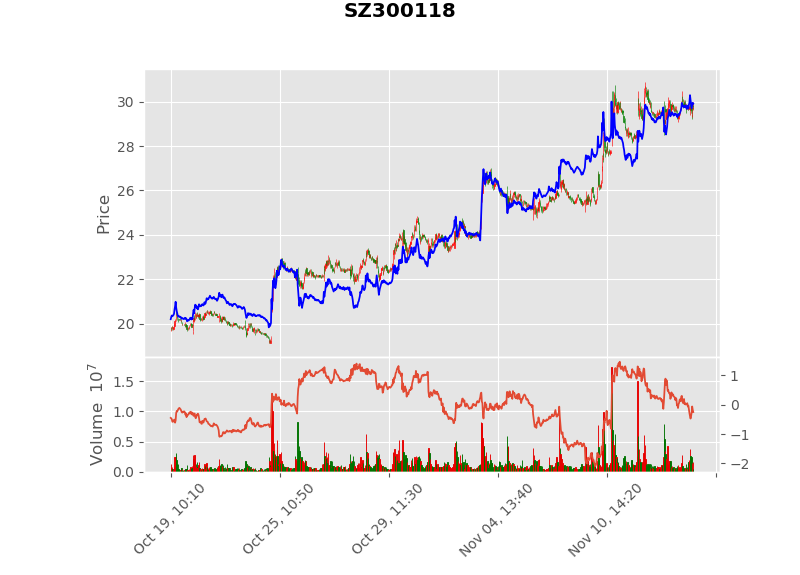 SZ300118
Price
30
28
26
24
22
20
Volume 10^7
1.5
1.0
0.5
0.0
1
0
−1
−2
Oct 19, 10:10
Oct 25, 10:50
Oct 29, 11:30
Nov 04, 13:40
Nov 10, 14:20